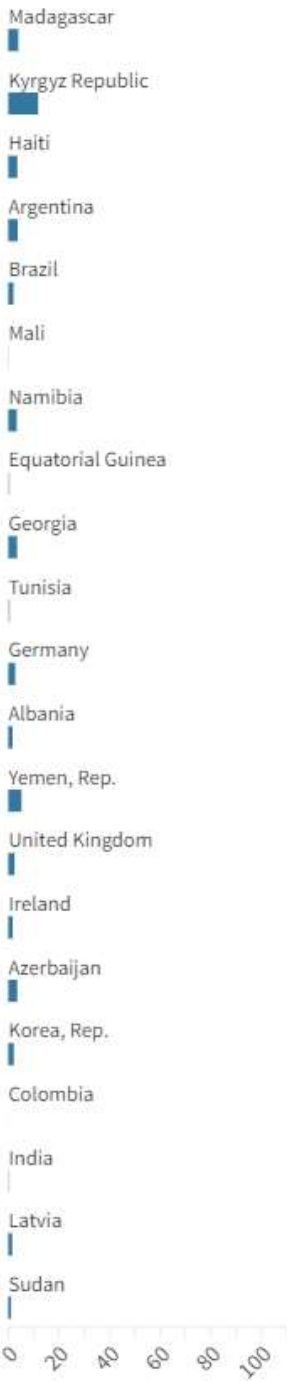 Madagascar
Kyrgyz Republic
Haiti
Argentina
Brazil
Mali
Namibia
Equatorial Guinea
Georgia
Tunisia
Germany
Albania
Yemen, Rep.
United Kingdom
Ireland
Azerbaijan
Korea, Rep.
Colombia
India
Latvia
Sudan
0 20 40 60 80 100